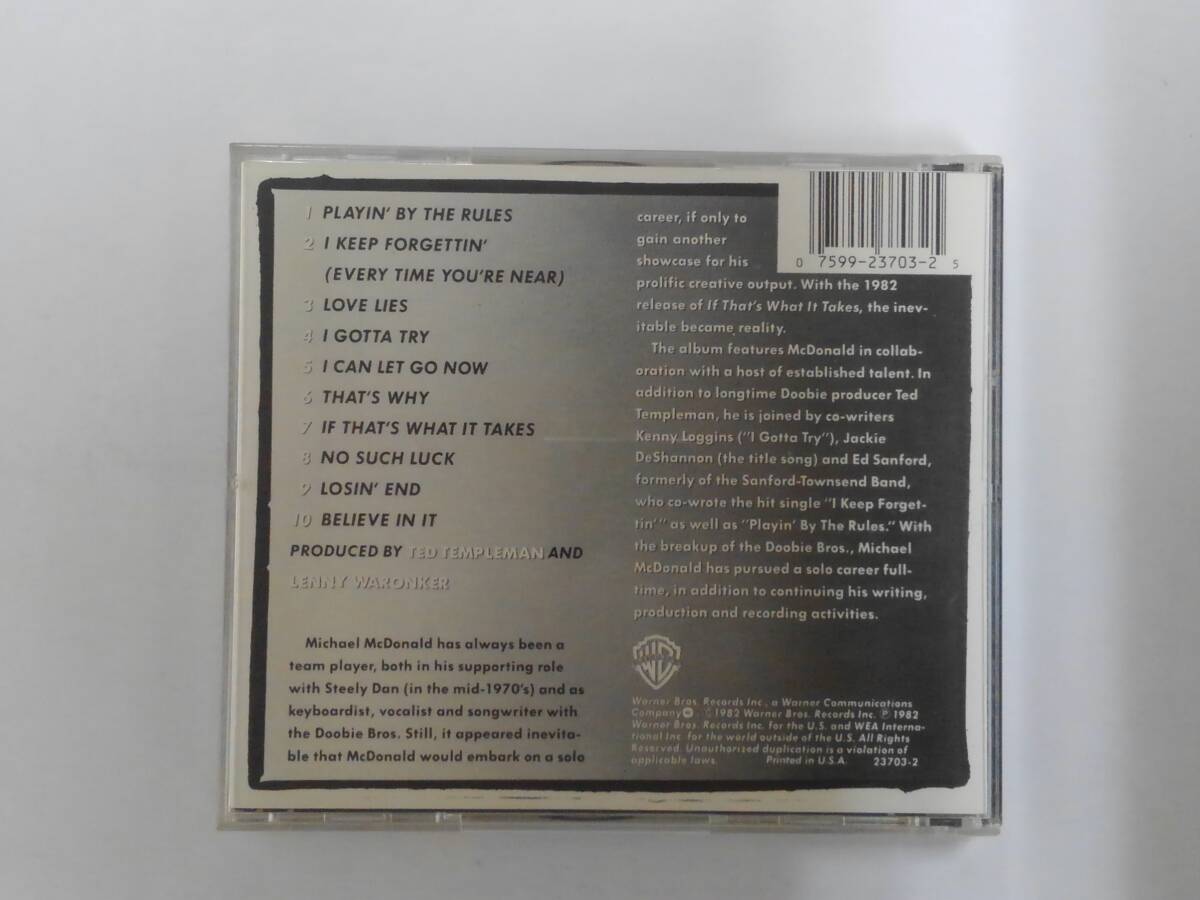 1 PLAYIN' BY THE RULES
2 I KEEP FORGETTIN'
(EVERY TIME YOU'RE NEAR)
3 LOVE LIES
4 I GOTTA TRY
5 I CAN LET GO NOW
6 THAT'S WHY
7 IF THAT'S WHAT IT TAKES
8 NO SUCH LUCK
9 LOSIN' END
10 BELIEVE IN IT
PRODUCED BY TED TEMPLEMAN AND
LENNY WARONKER
Michael McDonald has always been a
team player, both in his supporting role
with Steely Dan (in the mid-1970's) and as
keyboardist, vocalist and songwriter with
the Doobie Bros. Still, it appeared inevita-
ble that McDonald would embark on a solo
career, if only to
gain another
showcase for his
prolific creative output. With the 1982
release of If That's What It Takes, the inev-
itable became reality.
The album features McDonald in collab-
oration with a host of established talent. In
addition to longtime Doobie producer Ted
Templeman, he is joined by co-writers
Kenny Loggins ("I Gotta Try"), Jackie
DeShannon (the title song) and Ed Sanford,
formerly of the Sanford-Townsend Band,
who co-wrote the hit single "I Keep Forget-
tin'" as well as "Playin' By The Rules." With
the breakup of the Doobie Bros., Michael
McDonald has pursued a solo career full-
time, in addition to continuing his writing,
production and recording activities.
Warner Bros. Records Inc., a Warner Communications
Company. © 1982 Warner Bros. Records Inc. ℗ 1982
Warner Bros. Records Inc. for the U.S. and WEA Interna-
tional Inc. for the world outside of the U.S. All Rights
Reserved. Unauthorized duplication is a violation of
applicable laws. Printed in U.S.A. 23703-2
0 7599-23703-2 5